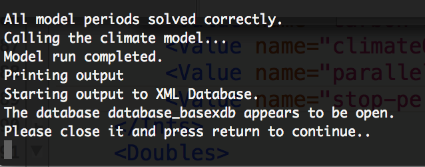 All model periods solved correctly.
Calling the climate model...
<Value name="climate
Model run completed.
Printing output
<Value name="parallel
Starting output to XML Database.
<Value name="stop-pe
The database database_basexdb appears to be open.
Please close it and press return to continue..
<Doubles>